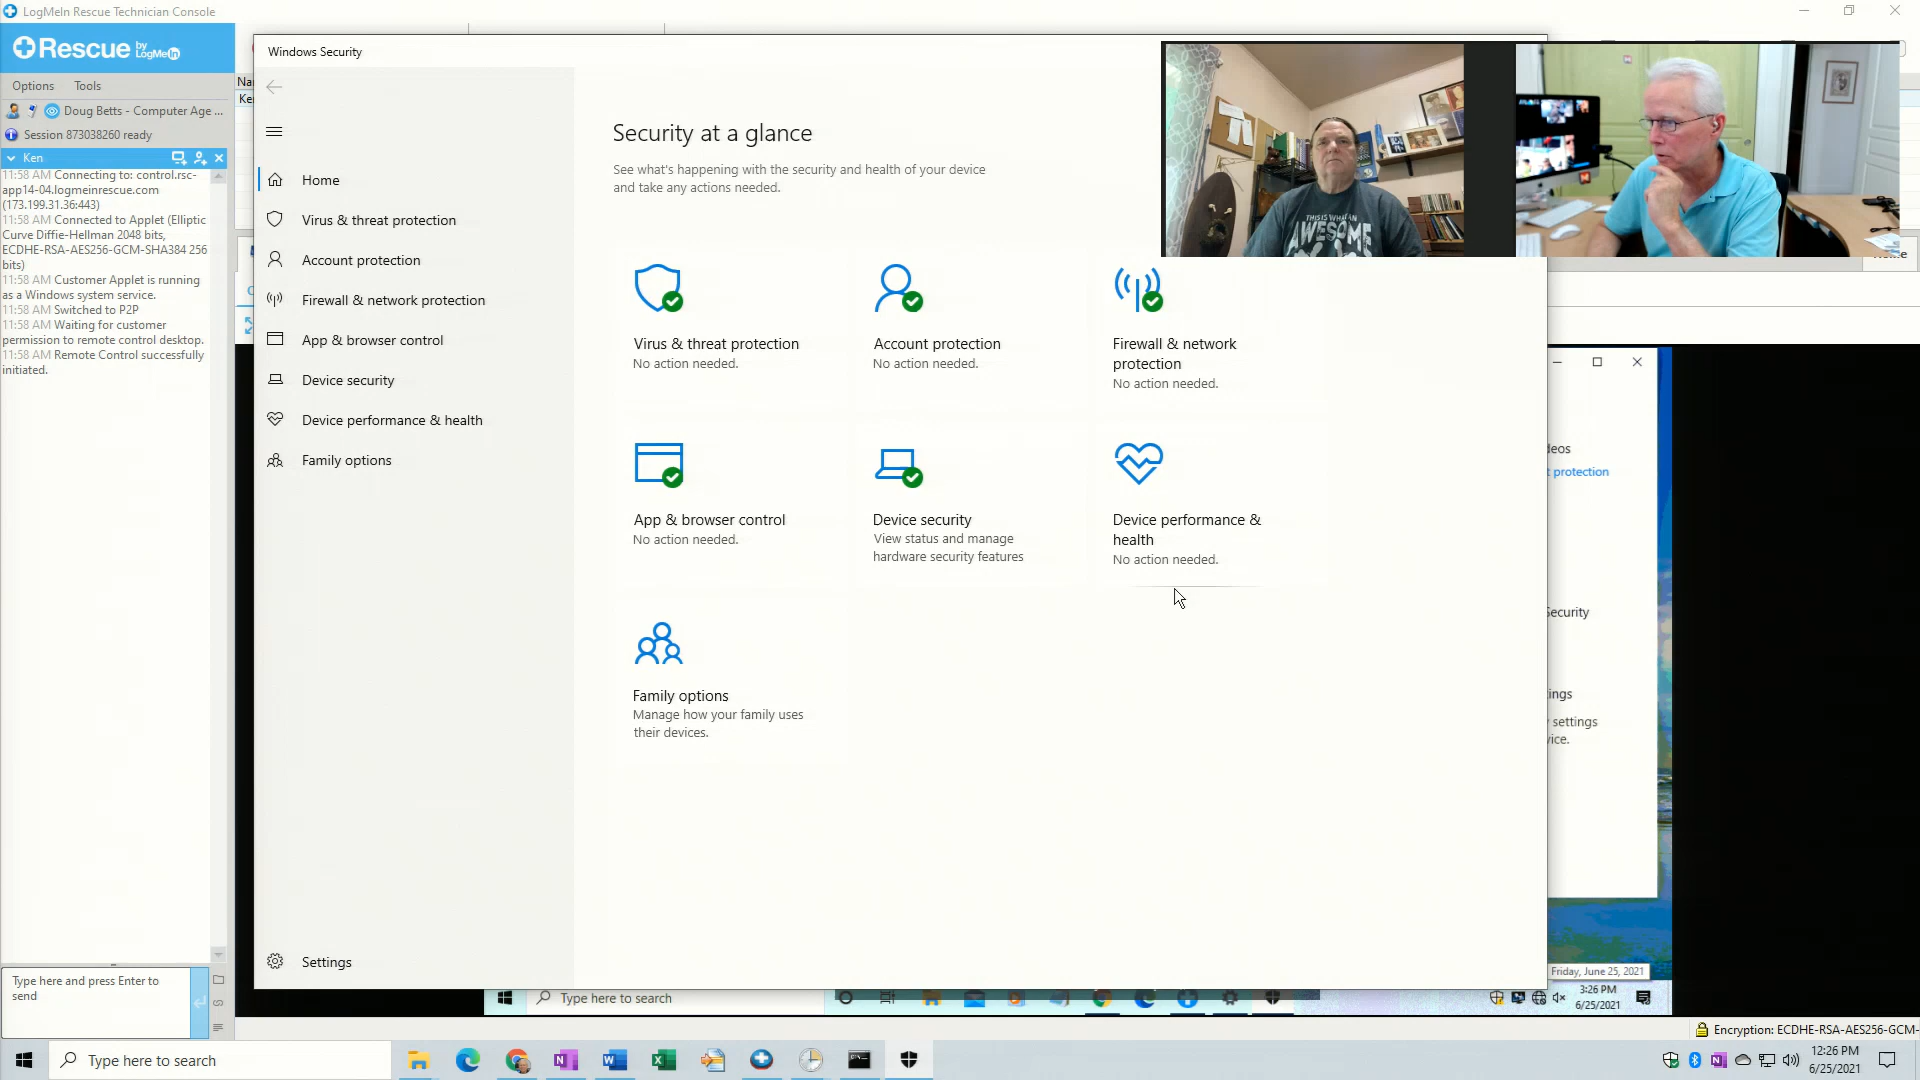 LogMeIn Rescue Technician Console
Rescue by LogMeIn
Options Tools
Doug Betts - Computer Age ...
Session 873038260 ready
Ken
11:58 AM Connecting to: control.rsc-
app14-04.logmeinrescue.com
(173.199.31.36:443)
11:58 AM Connected to Applet (Elliptic
Curve Diffie-Hellman 2048 bits,
ECDHE-RSA-AES256-GCM-SHA384 256
bits)
11:58 AM Customer Applet is running
as a Windows system service.
11:58 AM Switched to P2P
11:58 AM Waiting for customer
permission to remote control desktop.
11:58 AM Remote Control successfully
initiated.
Type here and press Enter to
send
Windows Security
Home
Virus & threat protection
Account protection
Firewall & network protection
App & browser control
Device security
Device performance & health
Family options
Settings
Security at a glance
See what's happening with the security and health of your device
and take any actions needed.
Virus & threat protection
No action needed.
Account protection
No action needed.
Firewall & network
protection
No action needed.
App & browser control
No action needed.
Device security
View status and manage
hardware security features
Device performance &
health
No action needed.
Family options
Manage how your family uses
their devices.
THIS IS WHAT AN
AWESOME
protection
Security
settings
Friday, June 25, 2021
Type here to search
3:26 PM
6/25/2021
Encryption: ECDHE-RSA-AES256-GCM-
Type here to search
12:26 PM
6/25/2021